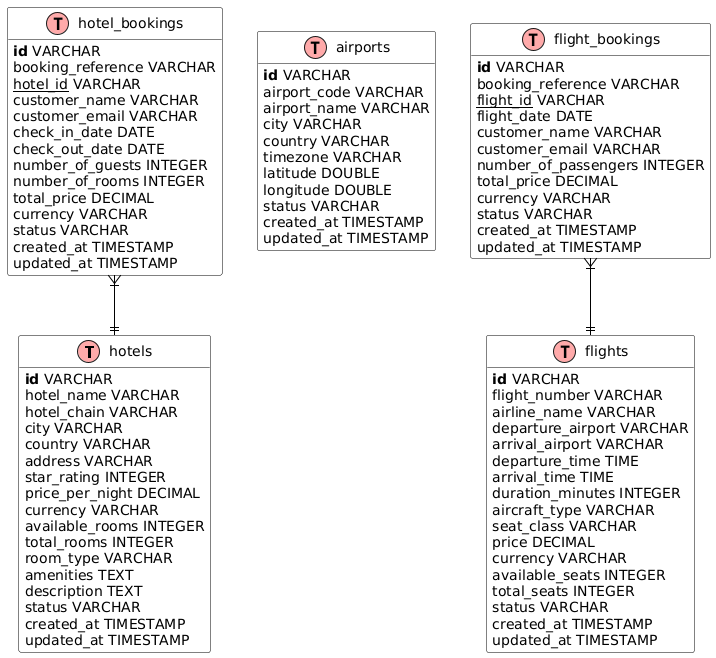 T hotel_bookings
id VARCHAR
booking_reference VARCHAR
hotel_id VARCHAR
customer_name VARCHAR
customer_email VARCHAR
check_in_date DATE
check_out_date DATE
number_of_guests INTEGER
number_of_rooms INTEGER
total_price DECIMAL
currency VARCHAR
status VARCHAR
created_at TIMESTAMP
updated_at TIMESTAMP
T airports
id VARCHAR
airport_code VARCHAR
airport_name VARCHAR
city VARCHAR
country VARCHAR
timezone VARCHAR
latitude DOUBLE
longitude DOUBLE
status VARCHAR
created_at TIMESTAMP
updated_at TIMESTAMP
T flight_bookings
id VARCHAR
booking_reference VARCHAR
flight_id VARCHAR
flight_date DATE
customer_name VARCHAR
customer_email VARCHAR
number_of_passengers INTEGER
total_price DECIMAL
currency VARCHAR
status VARCHAR
created_at TIMESTAMP
updated_at TIMESTAMP
T hotels
id VARCHAR
hotel_name VARCHAR
hotel_chain VARCHAR
city VARCHAR
country VARCHAR
address VARCHAR
star_rating INTEGER
price_per_night DECIMAL
currency VARCHAR
available_rooms INTEGER
total_rooms INTEGER
room_type VARCHAR
amenities TEXT
description TEXT
status VARCHAR
created_at TIMESTAMP
updated_at TIMESTAMP
T flights
id VARCHAR
flight_number VARCHAR
airline_name VARCHAR
departure_airport VARCHAR
arrival_airport VARCHAR
departure_time TIME
arrival_time TIME
duration_minutes INTEGER
aircraft_type VARCHAR
seat_class VARCHAR
price DECIMAL
currency VARCHAR
available_seats INTEGER
total_seats INTEGER
status VARCHAR
created_at TIMESTAMP
updated_at TIMESTAMP